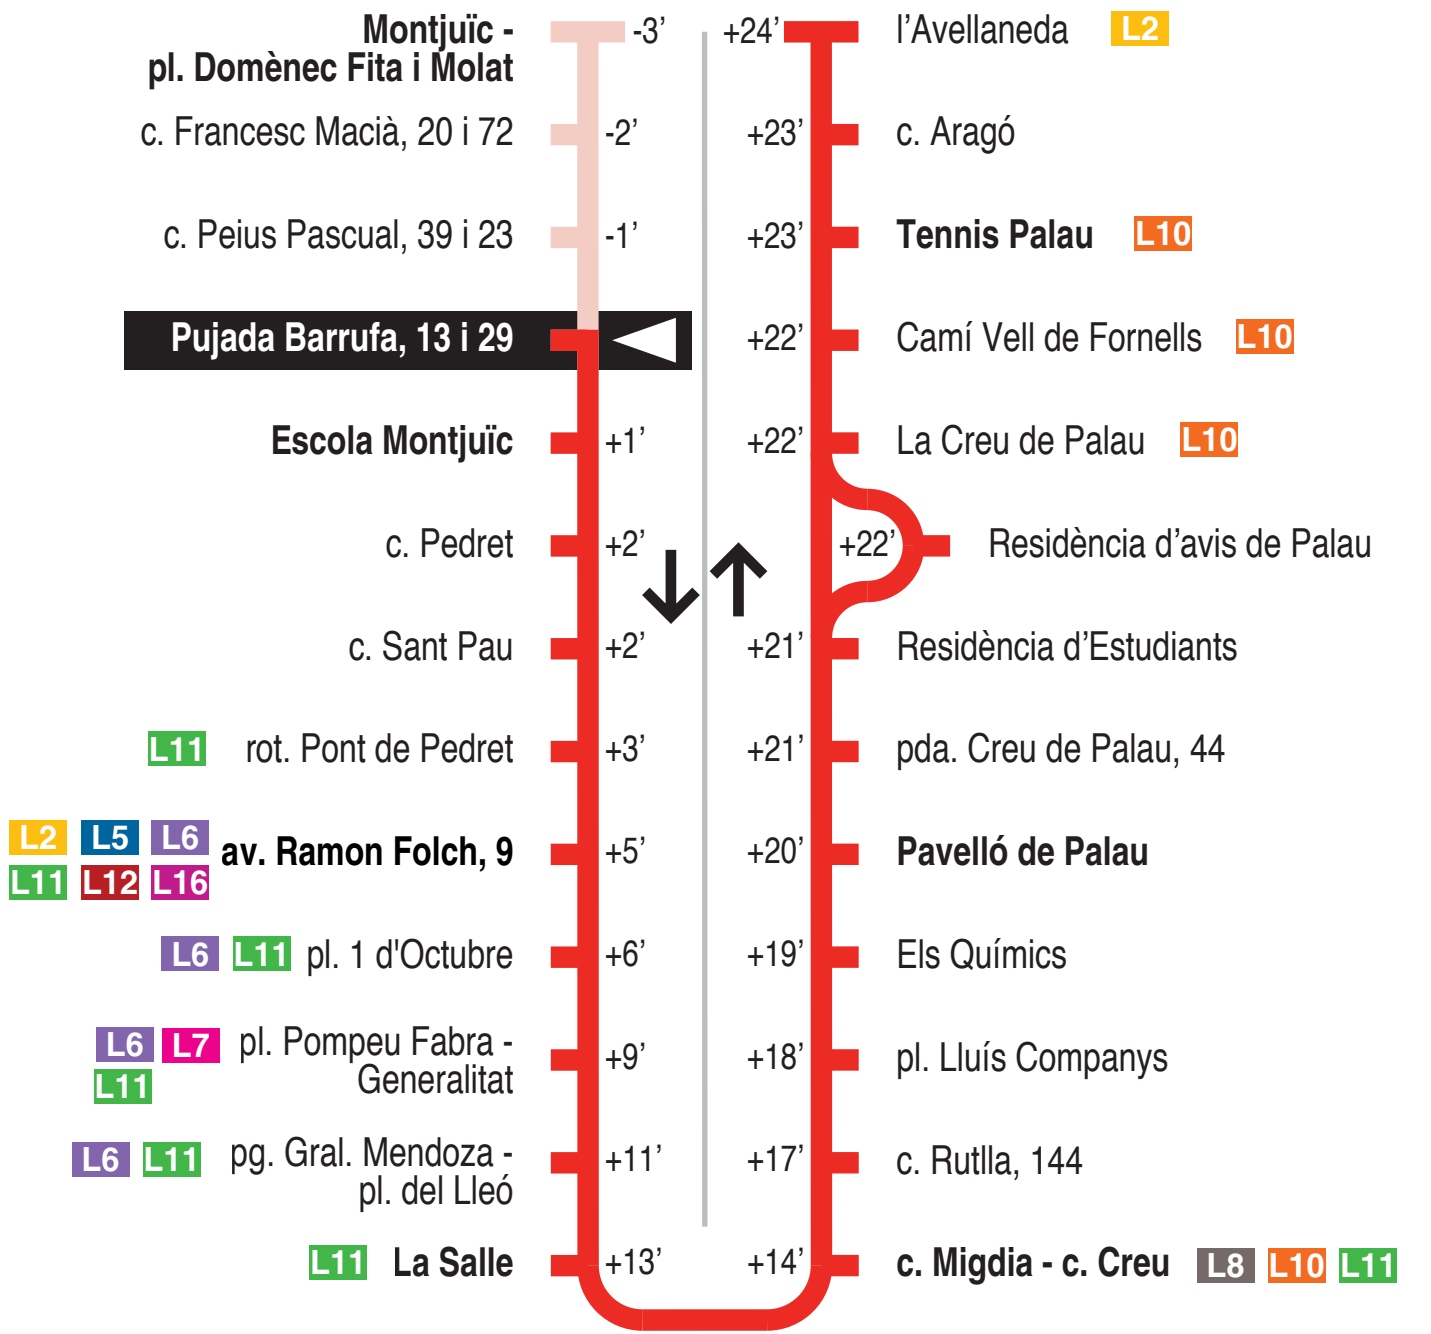 Montjuïc -
pl. Domènec Fita i Molat
-3’
c. Francesc Macià, 20 i 72
-2’
c. Peius Pascual, 39 i 23
-1’
Pujada Barrufa, 13 i 29
Escola Montjuïc
+1’
c. Pedret
+2’
c. Sant Pau
+2’
L11 rot. Pont de Pedret
+3’
L2 L5 L6
L11 L12 L16
av. Ramon Folch, 9
+5’
L6 L11 pl. 1 d'Octubre
+6’
L6 L7
L11
pl. Pompeu Fabra -
Generalitat
+9’
L6 L11
pg. Gral. Mendoza -
pl. del Lleó
+11’
L11 La Salle
+13’
+24’ l’Avellaneda L2
+23’ c. Aragó
+23’ Tennis Palau L10
+22’ Camí Vell de Fornells L10
+22’ La Creu de Palau L10
+22’ Residència d’avis de Palau
+21’ Residència d’Estudiants
+21’ pda. Creu de Palau, 44
+20’ Pavelló de Palau
+19’ Els Químics
+18’ pl. Lluís Companys
+17’ c. Rutlla, 144
+14’ c. Migdia - c. Creu L8 L10 L11